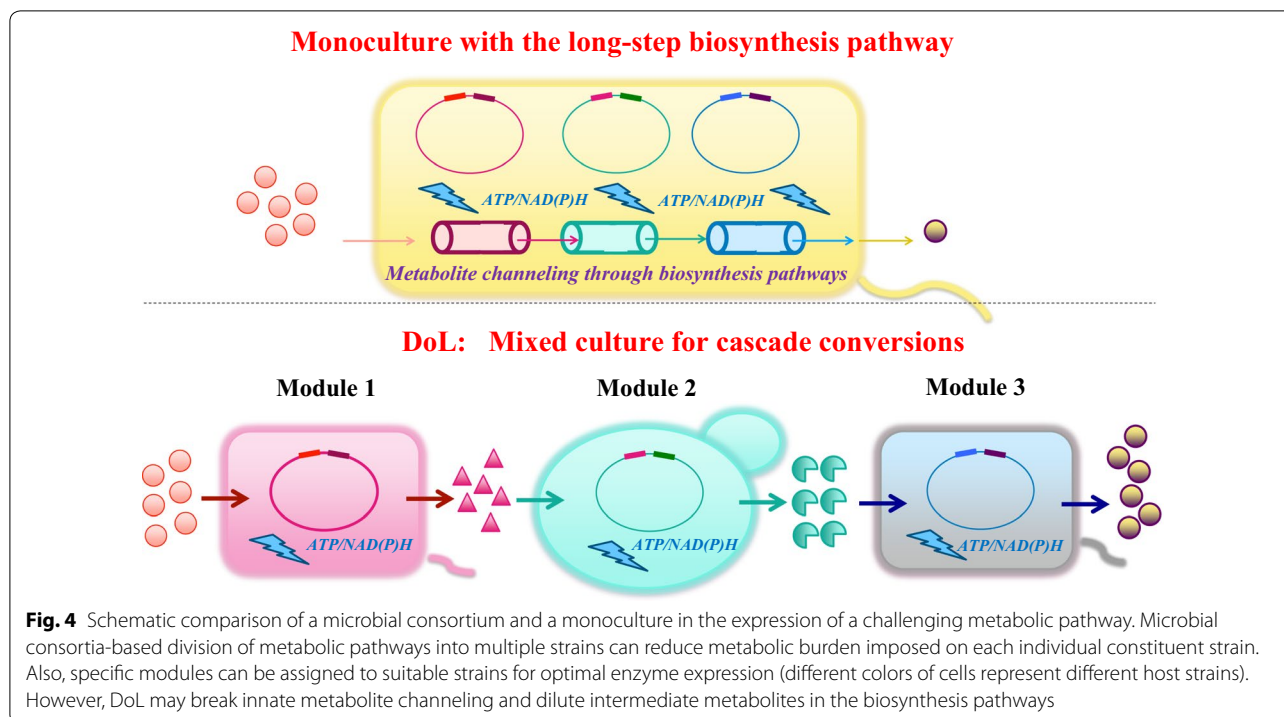 Monoculture with the long-step biosynthesis pathway
ATP/NAD(P)H ATP/NAD(P)H
Metabolite channeling through biosynthesis pathways
DoL: Mixed culture for cascade conversions
Module 1 Module 2 Module 3
ATP/NAD(P)H ATP/NAD(P)H ATP/NAD(P)H
Fig. 4 Schematic comparison of a microbial consortium and a monoculture in the expression of a challenging metabolic pathway. Microbial
consortia-based division of metabolic pathways into multiple strains can reduce metabolic burden imposed on each individual constituent strain.
Also, specific modules can be assigned to suitable strains for optimal enzyme expression (different colors of cells represent different host strains).
However, DoL may break innate metabolite channeling and dilute intermediate metabolites in the biosynthesis pathways